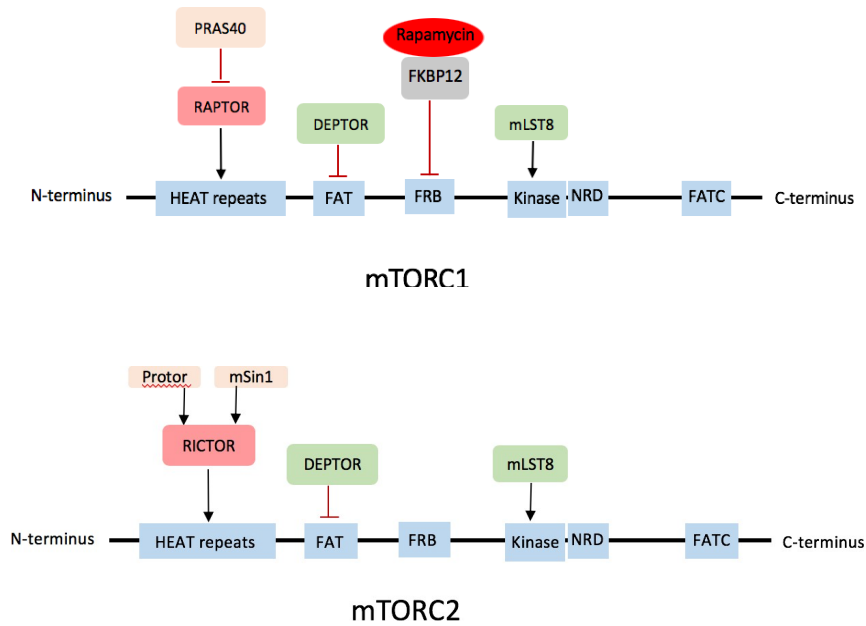 PRAS40
Rapamycin
FKBP12
RAPTOR
DEPTOR
mLST8
N-terminus
HEAT repeats
FAT
FRB
Kinase
NRD
FATC
C-terminus
mTORC1
Protor
mSin1
RICTOR
DEPTOR
mLST8
N-terminus
HEAT repeats
FAT
FRB
Kinase
NRD
FATC
C-terminus
mTORC2